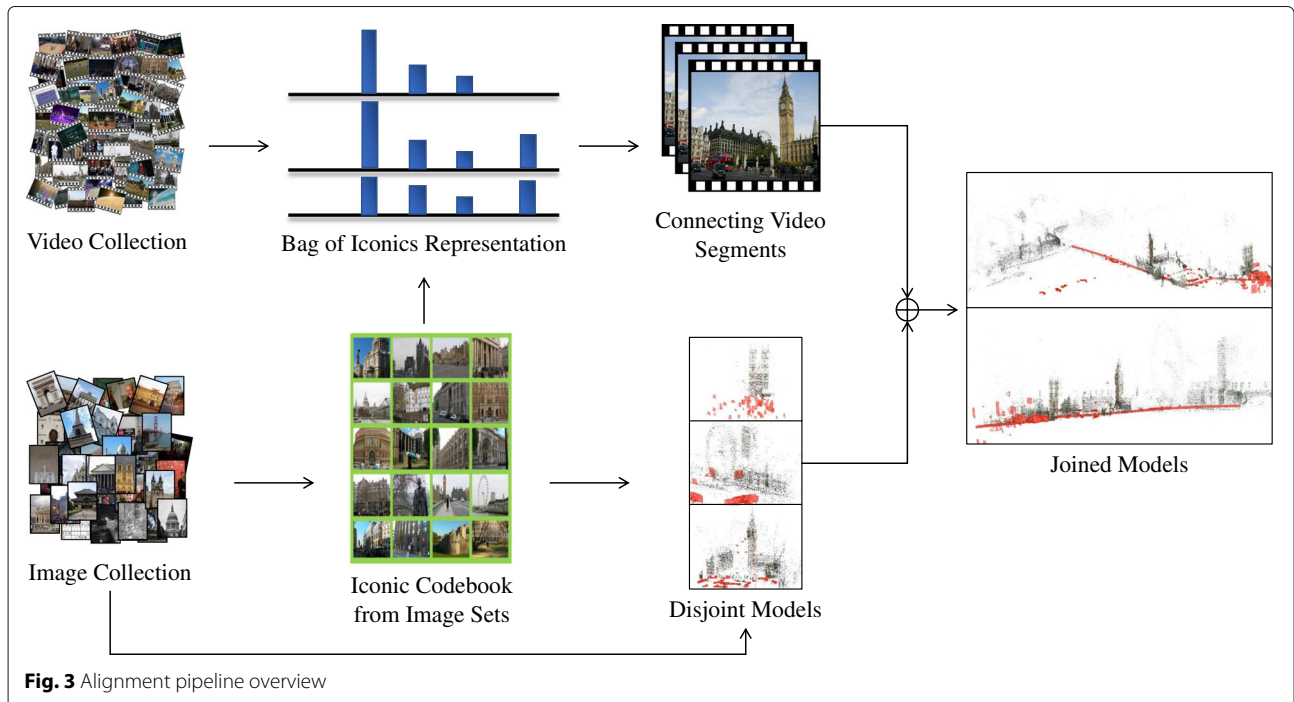 Video Collection
Bag of Iconics Representation
Connecting Video
Segments
Joined Models
Image Collection
Iconic Codebook
from Image Sets
Disjoint Models
Fig. 3 Alignment pipeline overview